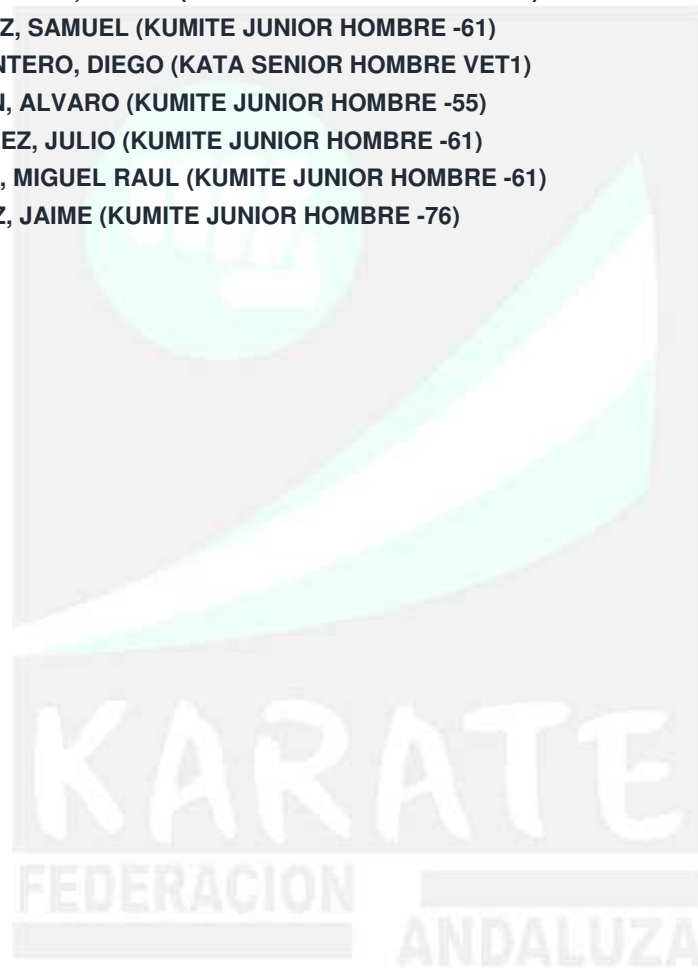 Z, SAMUEL (KUMITE JUNIOR HOMBRE -61)
NTERO, DIEGO (KATA SENIOR HOMBRE VET1)
, ALVARO (KUMITE JUNIOR HOMBRE -55)
EZ, JULIO (KUMITE JUNIOR HOMBRE -61)
, MIGUEL RAUL (KUMITE JUNIOR HOMBRE -61)
Z, JAIME (KUMITE JUNIOR HOMBRE -76)
KARATE
FEDERACION
ANDALUZA